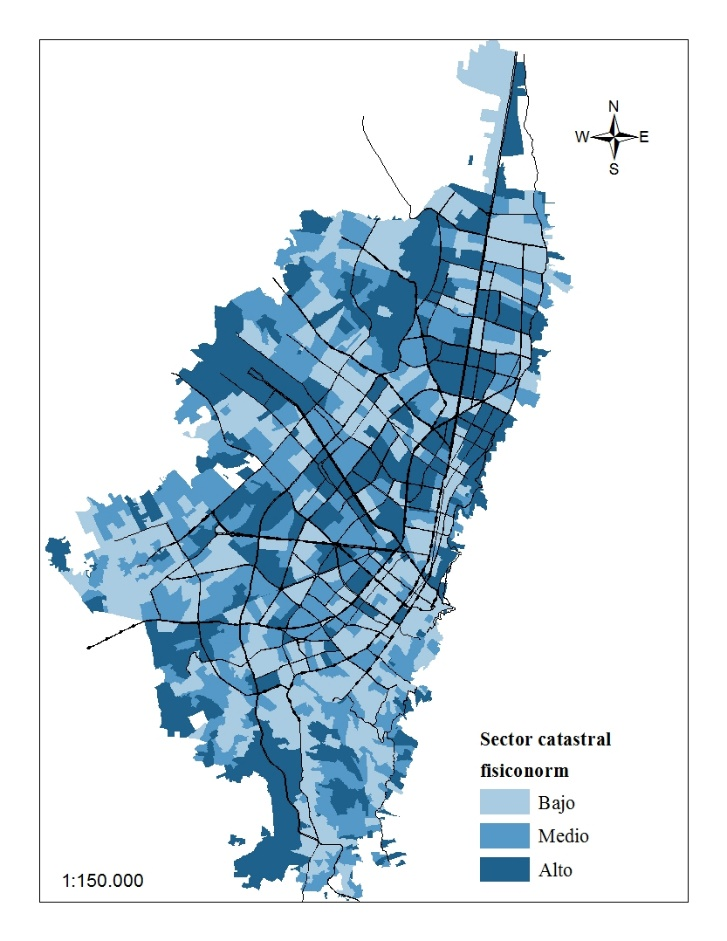 N
W E
S
Sector catastral
fisiconorm
Bajo
Medio
Alto
1:150.000